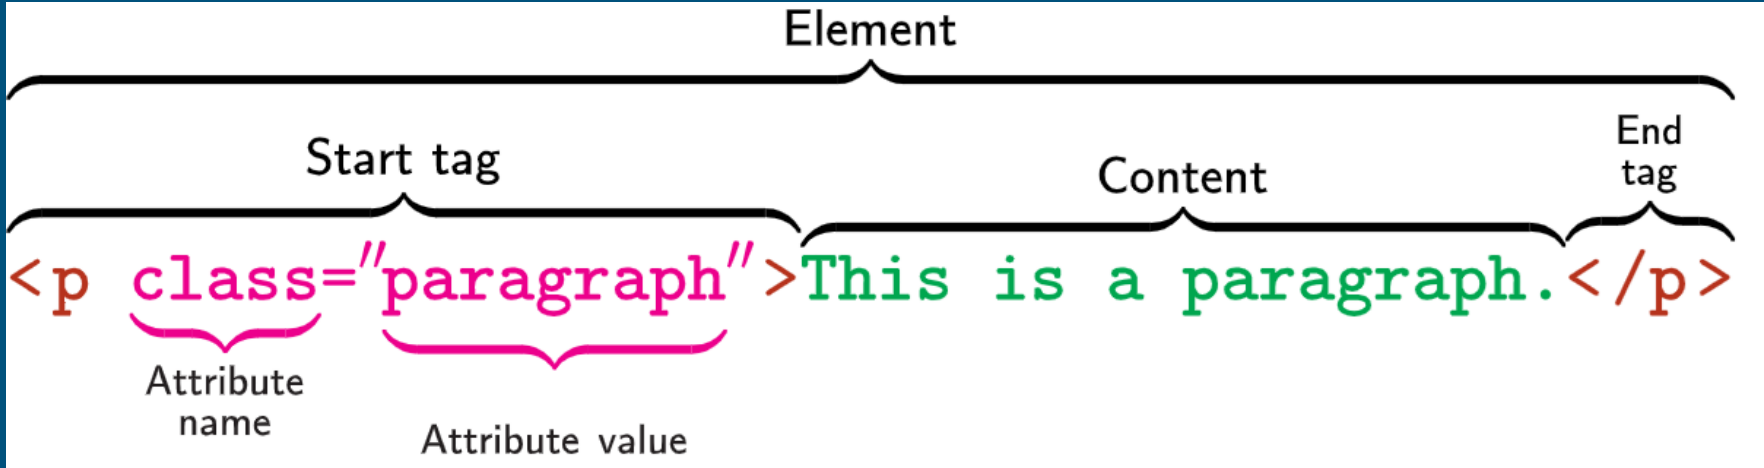 Element
Start tag
Content
End
tag
<p class="paragraph">This is a paragraph.</p>
Attribute
name
Attribute value